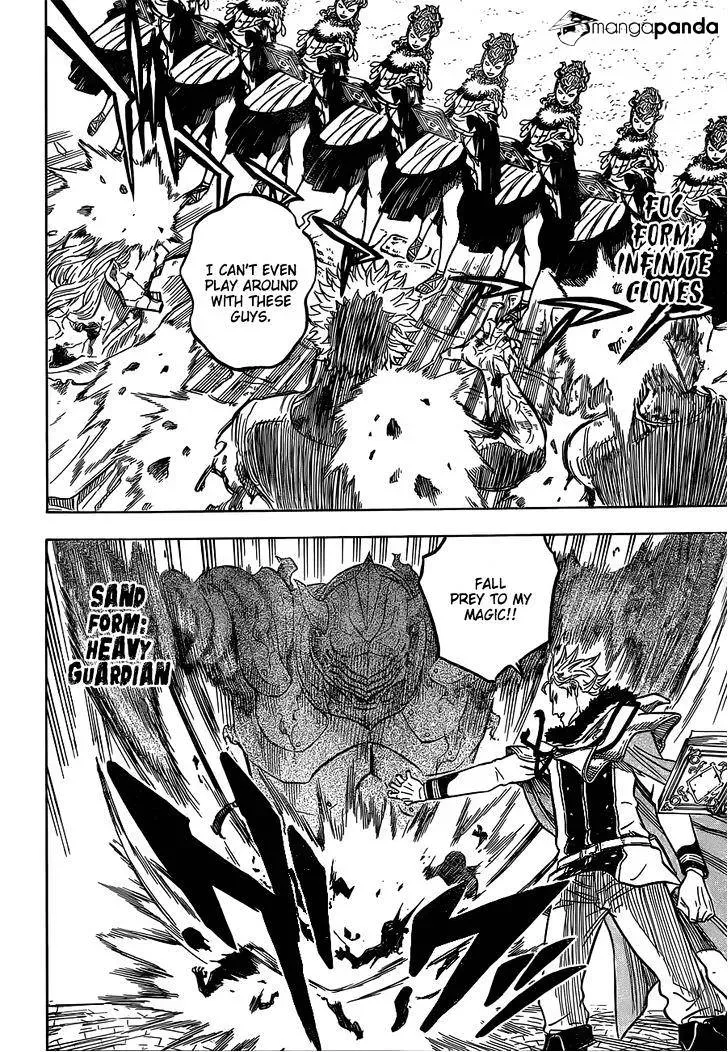 mangapanda
FOG
FORM:
INFINITE
CLONES
I CAN'T EVEN
PLAY AROUND
WITH THESE
GUYS.
FALL
PREY TO MY
MAGIC!!
SAND
FORM:
HEAVY
GUARDIAN